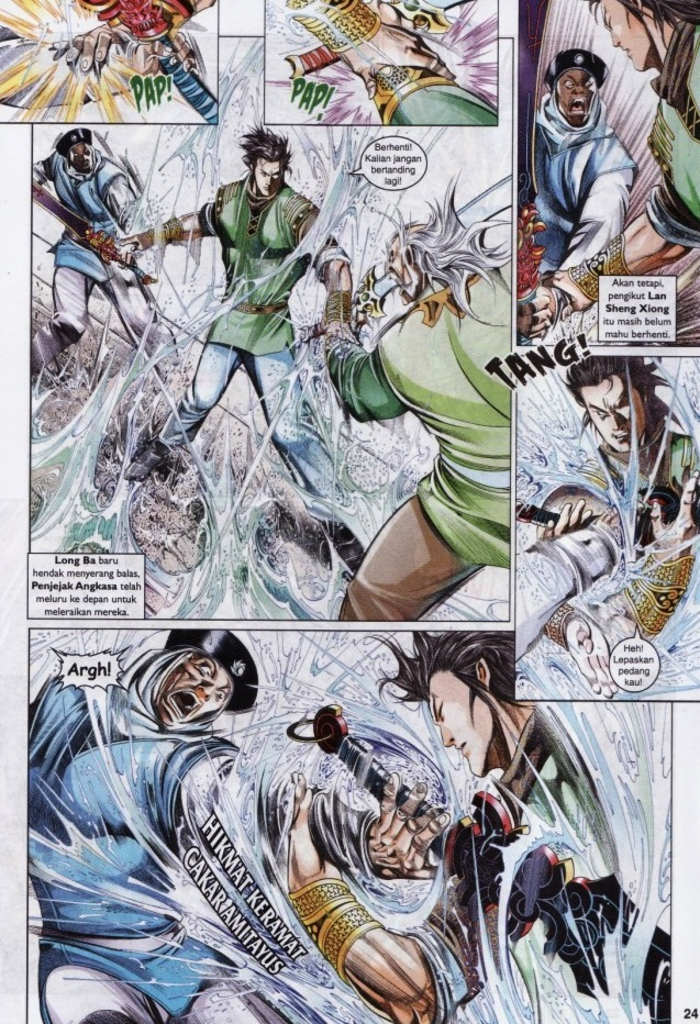 PAP!
PAP!
Berhenti!
Kalian jangan
bertanding
lagi!
Akan tetapi,
pengikut Lan
Sheng Xiong
itu masih belum
mahu berhenti.
TANG!
Long Ba baru
hendak menyerang balas,
Penjejak Angkasa telah
meluru ke depan untuk
meleraikan mereka.
Heh!
Lepaskan
pedang
kau!
Argh!
HIKMAT KERAWAT
CAKARAMITAYUS
24